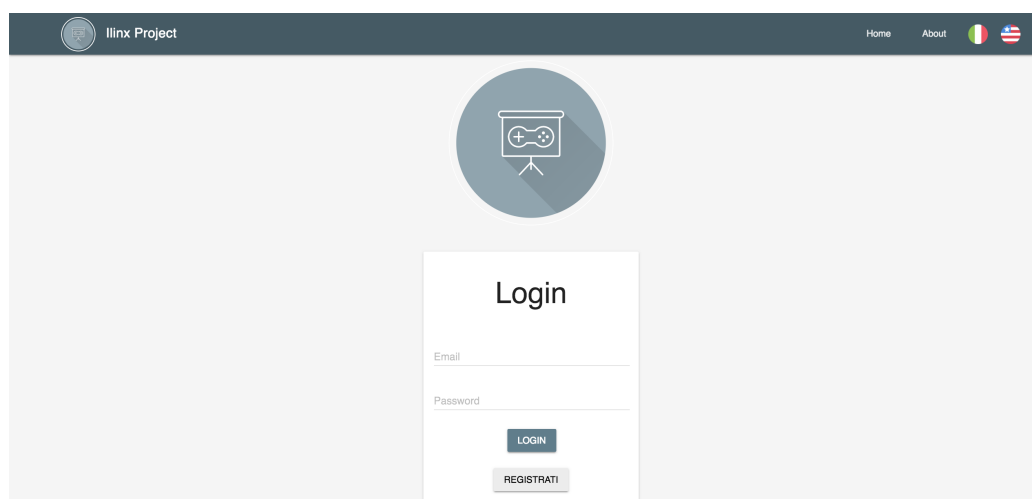 Ilinx Project
Home
About
Login
Email
Password
LOGIN
REGISTRATI